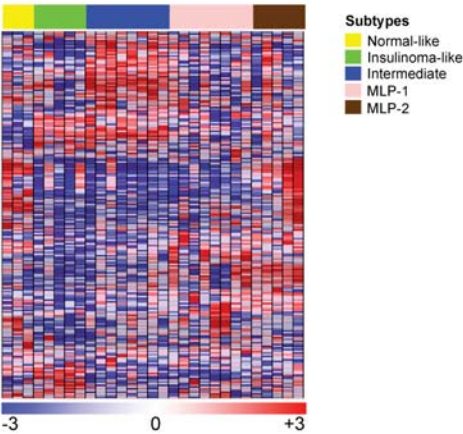 Subtypes
Normal-like
Insulinoma-like
Intermediate
MLP-1
MLP-2
-3 0 +3